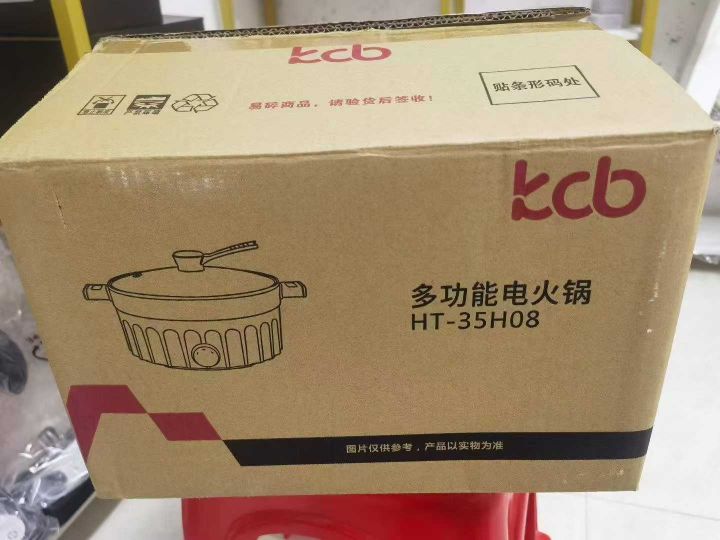 kcb
易碎商品，请验货后签收！
贴条形码处
kcb
多功能电火锅
HT-35H08
图片仅供参考，产品以实物为准